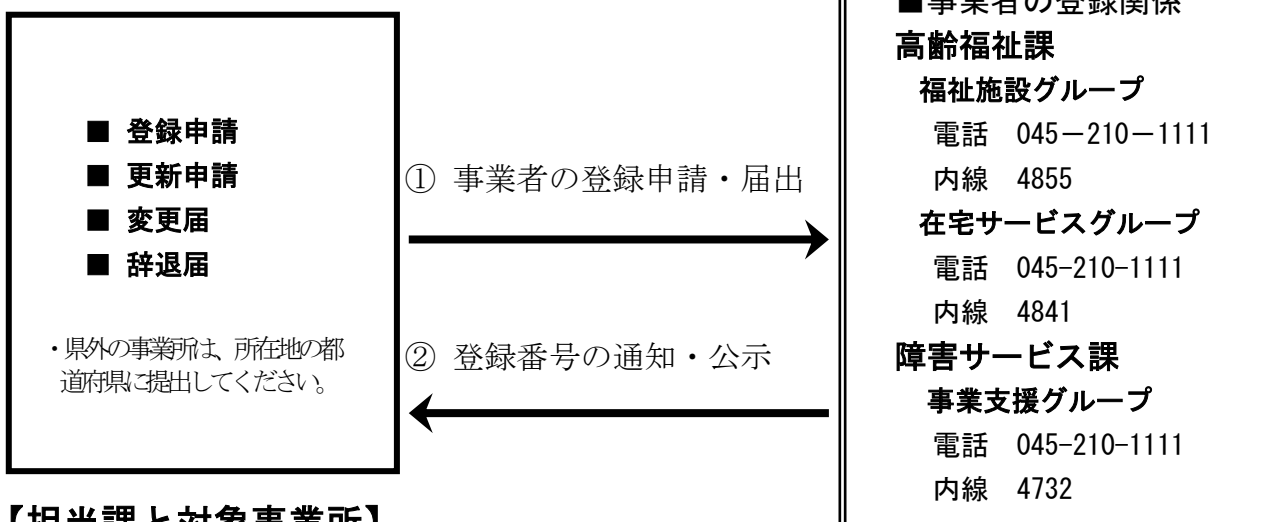 ■ 登録申請
■ 更新申請
■ 変更届
■ 辞退届
・県外の事業所は、所在地の都
道府県に提出してください。
① 事業者の登録申請・届出
② 登録番号の通知・公示
■事業者の登録関係
高齢福祉課
福祉施設グループ
電話 045－210－1111
内線 4855
在宅サービスグループ
電話 045-210-1111
内線 4841
障害サービス課
事業支援グループ
電話 045-210-1111
内線 4732
【担当課と対象事業所】